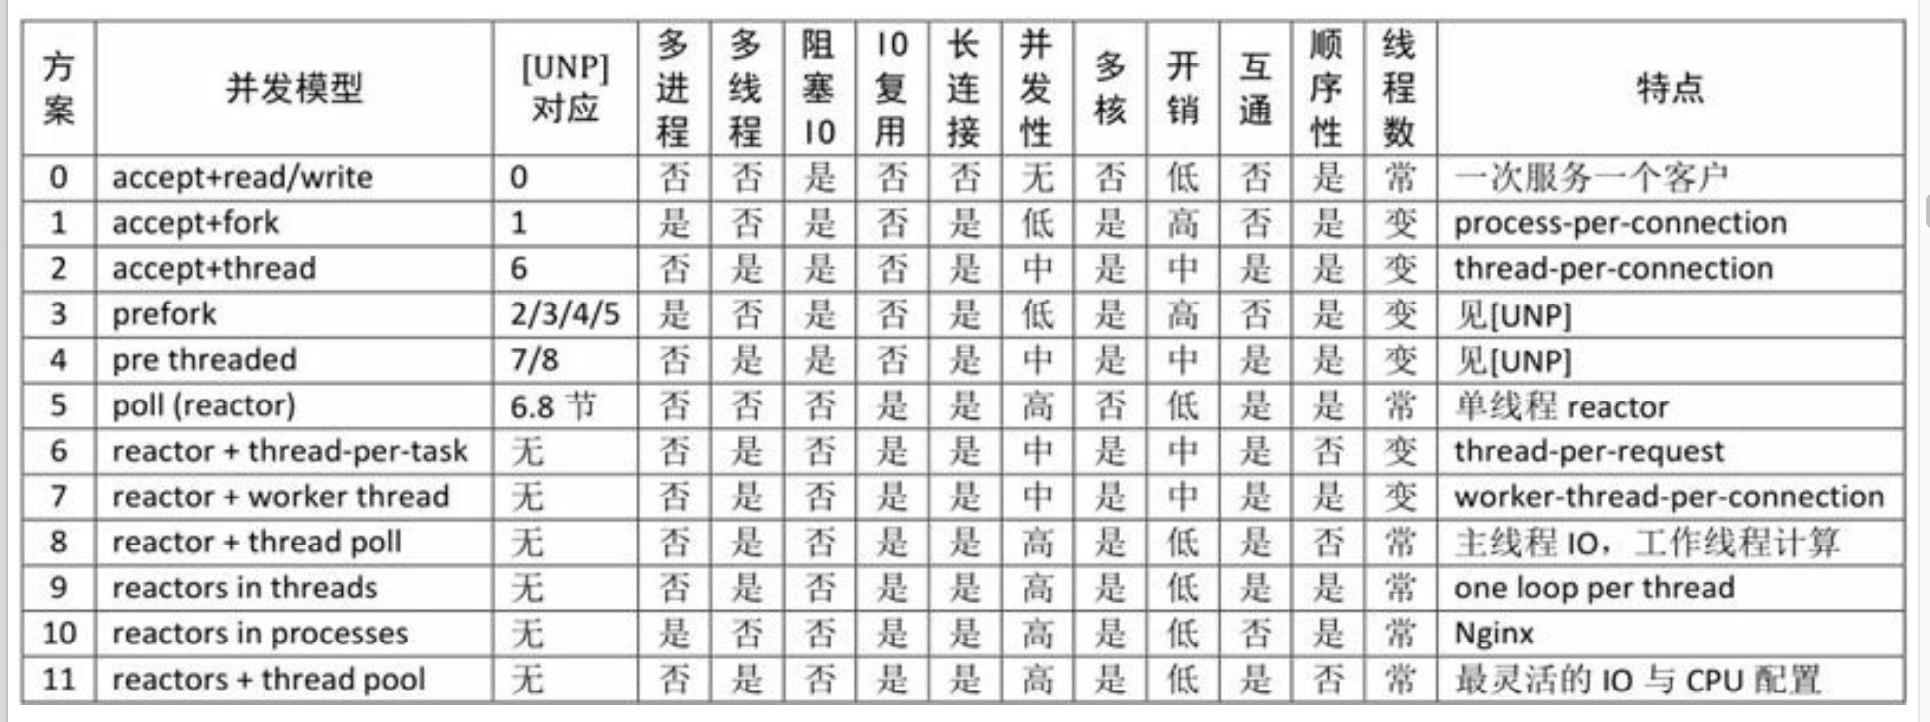 方案 并发模型 [UNP]对应 多进程 多线程 阻塞IO IO复用 长连接 并发性 多核 开销 互通 顺序性 线程数 特点
0 accept+read/write 0 否 否 是 否 否 无 否 低 否 是 常 一次服务一个客户
1 accept+fork 1 是 否 是 否 是 低 是 高 否 是 变 process-per-connection
2 accept+thread 6 否 是 是 否 是 中 是 中 是 是 变 thread-per-connection
3 prefork 2/3/4/5 是 否 是 否 是 低 是 高 否 是 变 见[UNP]
4 pre threaded 7/8 否 是 是 否 是 中 是 中 是 是 变 见[UNP]
5 poll (reactor) 6.8 节 否 否 否 是 是 高 否 低 是 是 常 单线程 reactor
6 reactor + thread-per-task 无 否 是 否 是 是 中 是 中 是 否 变 thread-per-request
7 reactor + worker thread 无 否 是 否 是 是 中 是 中 是 是 变 worker-thread-per-connection
8 reactor + thread poll 无 否 是 否 是 是 高 是 低 是 否 常 主线程 IO，工作线程计算
9 reactors in threads 无 否 是 否 是 是 高 是 低 是 是 常 one loop per thread
10 reactors in processes 无 是 否 否 是 是 高 是 低 否 是 常 Nginx
11 reactors + thread pool 无 否 是 否 是 是 高 是 低 是 否 常 最灵活的 IO 与 CPU 配置